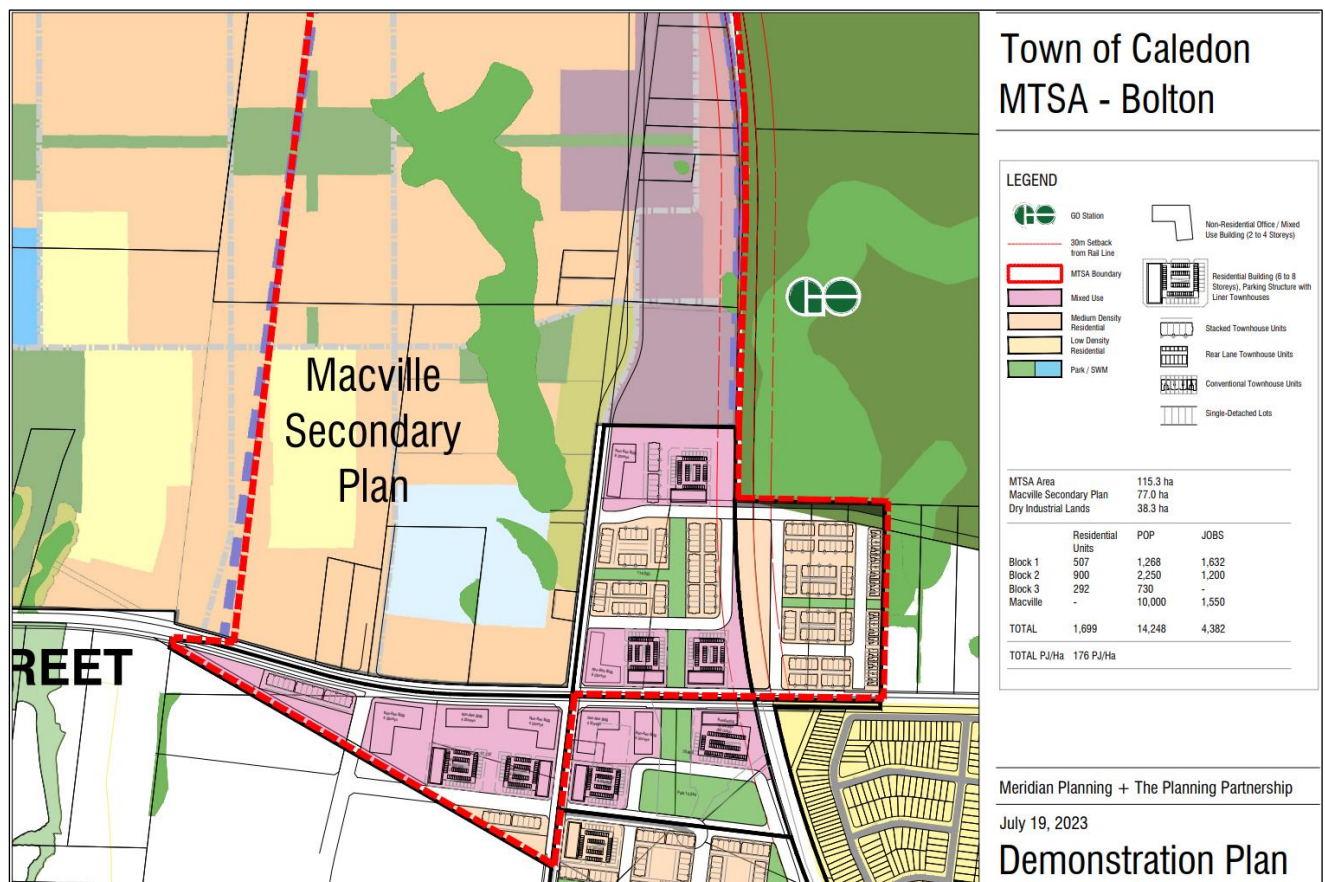 Town of Caledon
MTSA - Bolton
LEGEND
GO
GO Station
30m Setback
from Rail Line
MTSA Boundary
Mixed Use
Medium Density
Residential
Low Density
Residential
Park / SWM
Non-Residential Office / Mixed
Use Building (2 to 4 Storeys)
Residential Building (6 to 8
Storeys), Parking Structure with
Liner Townhouses
Stacked Townhouse Units
Rear Lane Townhouse Units
Conventional Townhouse Units
Single-Detached Lots
MTSA Area 115.3 ha
Macville Secondary Plan 77.0 ha
Dry Industrial Lands 38.3 ha
Residential
Units POP JOBS
Block 1 507 1,268 1,632
Block 2 900 2,250 1,200
Block 3 292 730 -
Macville - 10,000 1,550
TOTAL 1,699 14,248 4,382
TOTAL PJ/Ha 176 PJ/Ha
Meridian Planning + The Planning Partnership
July 19, 2023
Demonstration Plan
GO
Macville
Secondary
Plan
REET